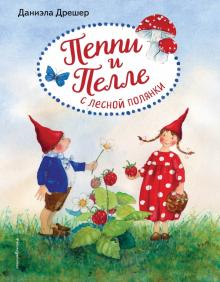 Даниэла Дрешер
Пеппи
и
Пелле
с лесной полянки